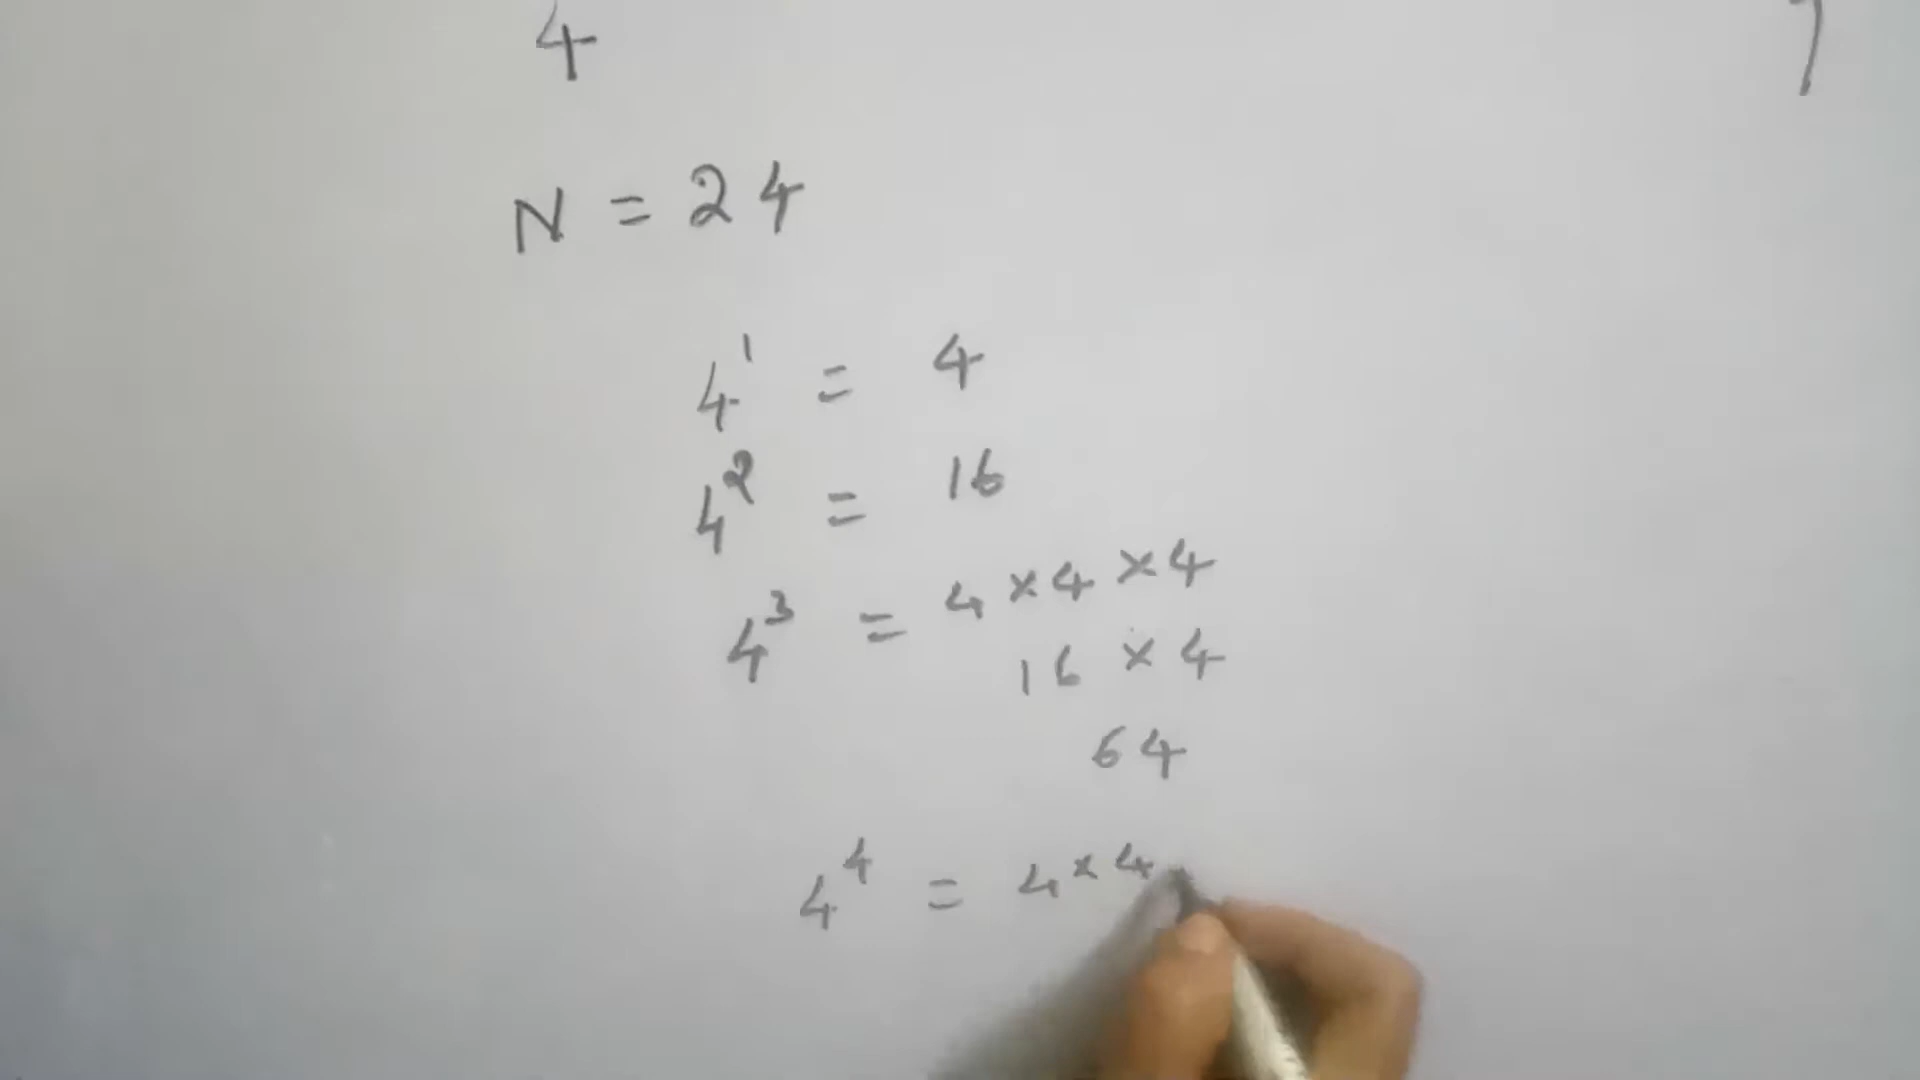 4
N = 24
4¹ = 4
4² = 16
4³ = 4 × 4 × 4
16 × 4
64
4⁴ = 4 × 4